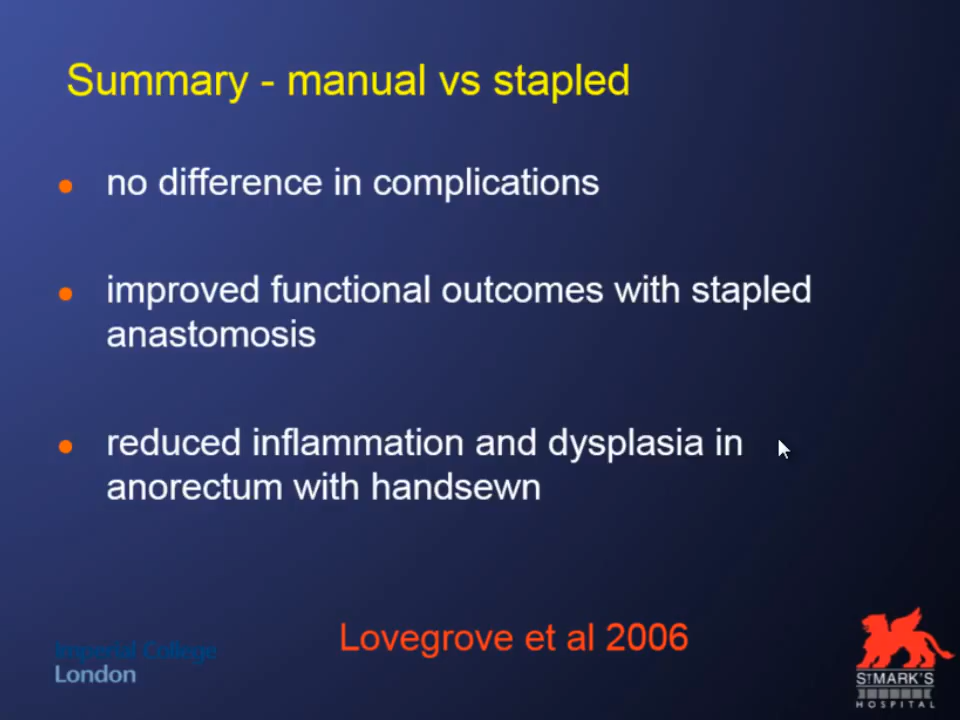 Summary - manual vs stapled
no difference in complications
improved functional outcomes with stapled
anastomosis
reduced inflammation and dysplasia in
anorectum with handsewn
Lovegrove et al 2006
Imperial College
London
ST MARK'S
HOSPITAL